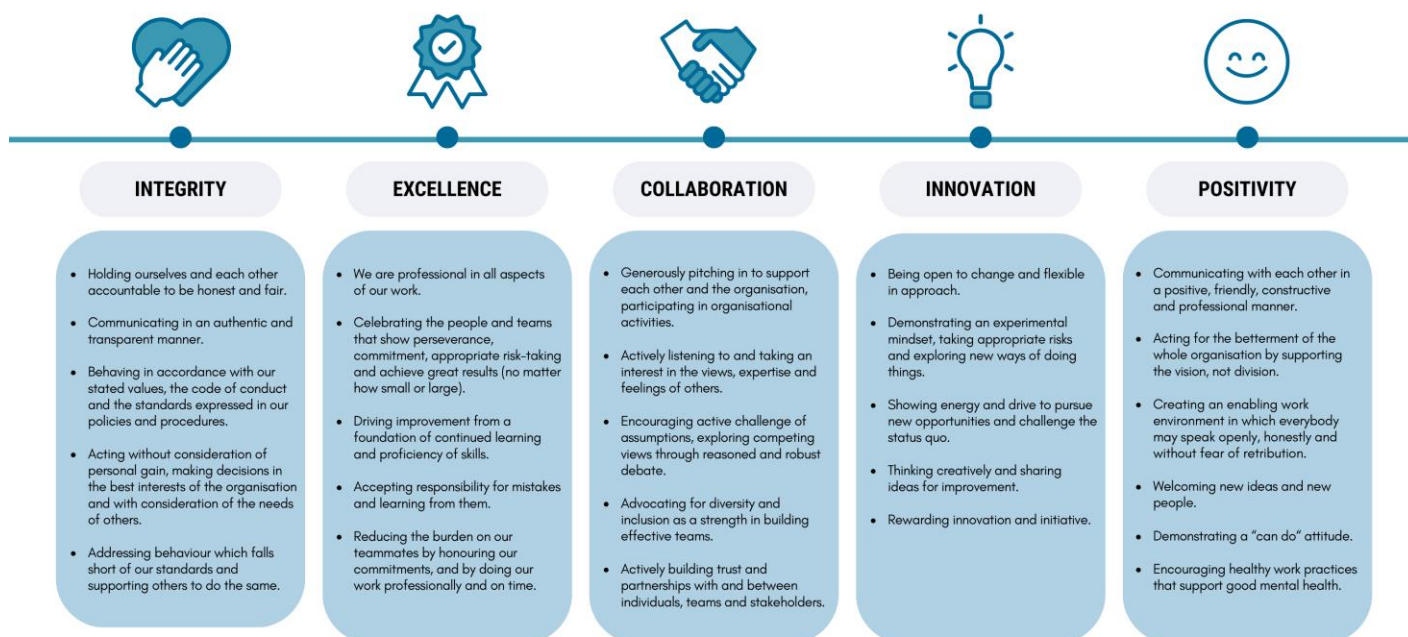 INTEGRITY
• Holding ourselves and each other
accountable to be honest and fair.
• Communicating in an authentic and
transparent manner.
• Behaving in accordance with our
stated values, the code of conduct
and the standards expressed in our
policies and procedures.
• Acting without consideration of
personal gain, making decisions in
the best interests of the organisation
and with consideration of the needs
of others.
• Addressing behaviour which falls
short of our standards and
supporting others to do the same.
EXCELLENCE
• We are professional in all aspects
of our work.
• Celebrating the people and teams
that show perseverance,
commitment, appropriate risk-taking
and achieve great results (no matter
how small or large).
• Driving improvement from a
foundation of continued learning
and proficiency of skills.
• Accepting responsibility for mistakes
and learning from them.
• Reducing the burden on our
teammates by honouring our
commitments, and by doing our
work professionally and on time.
COLLABORATION
• Generously pitching in to support
each other and the organisation,
participating in organisational
activities.
• Actively listening to and taking an
interest in the views, expertise and
feelings of others.
• Encouraging active challenge of
assumptions, exploring competing
views through reasoned and robust
debate.
• Advocating for diversity and
inclusion as a strength in building
effective teams.
• Actively building trust and
partnerships with and between
individuals, teams and stakeholders.
INNOVATION
• Being open to change and flexible
in approach.
• Demonstrating an experimental
mindset, taking appropriate risks
and exploring new ways of doing
things.
• Showing energy and drive to pursue
new opportunities and challenge the
status quo.
• Thinking creatively and sharing
ideas for improvement.
• Rewarding innovation and initiative.
POSITIVITY
• Communicating with each other in
a positive, friendly, constructive
and professional manner.
• Acting for the betterment of the
whole organisation by supporting
the vision, not division.
• Creating an enabling work
environment in which everybody
may speak openly, honestly and
without fear of retribution.
• Welcoming new ideas and new
people.
• Demonstrating a "can do" attitude.
• Encouraging healthy work practices
that support good mental health.